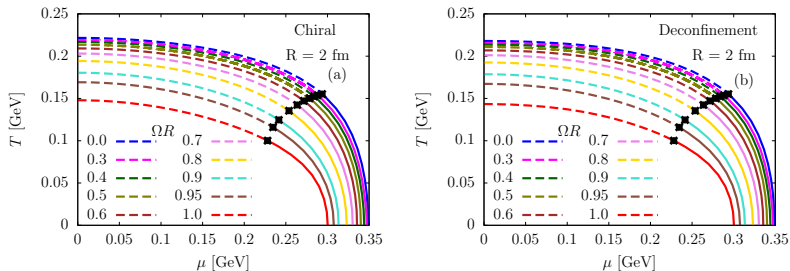 Chiral
R = 2 fm
(a)
T [GeV]
0.25
0.2
0.15
0.1
0.05
0
ΩR
0.0
0.3
0.4
0.5
0.6
0.7
0.8
0.9
0.95
1.0
0 0.05 0.1 0.15 0.2 0.25 0.3 0.35
μ [GeV]
Deconfinement
R = 2 fm
(b)
T [GeV]
0.25
0.2
0.15
0.1
0.05
0
ΩR
0.0
0.3
0.4
0.5
0.6
0.7
0.8
0.9
0.95
1.0
0 0.05 0.1 0.15 0.2 0.25 0.3 0.35
μ [GeV]